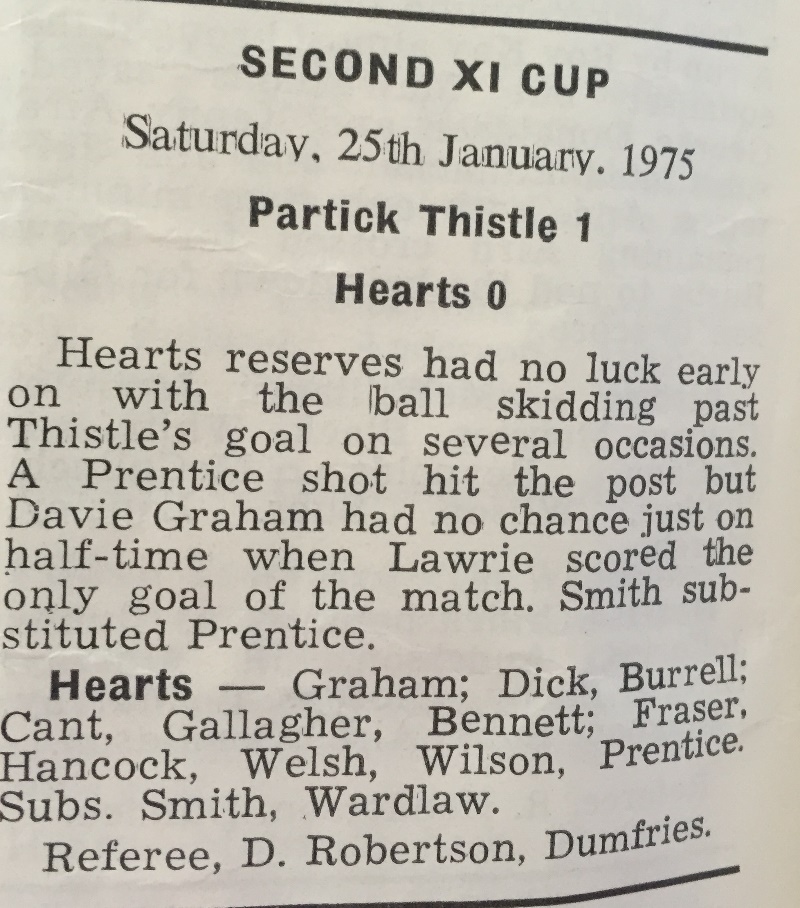 SECOND XI CUP
Saturday, 25th January. 1975
Partick Thistle 1
Hearts 0
Hearts reserves had no luck early
on with the ball skidding past
Thistle's goal on several occasions.
A Prentice shot hit the post but
Davie Graham had no chance just on
half-time when Lawrie scored the
only goal of the match. Smith sub-
stituted Prentice.
Hearts — Graham; Dick, Burrell;
Cant, Gallagher, Bennett; Fraser,
Hancock, Welsh, Wilson, Prentice.
Subs. Smith, Wardlaw.
Referee, D. Robertson, Dumfries.